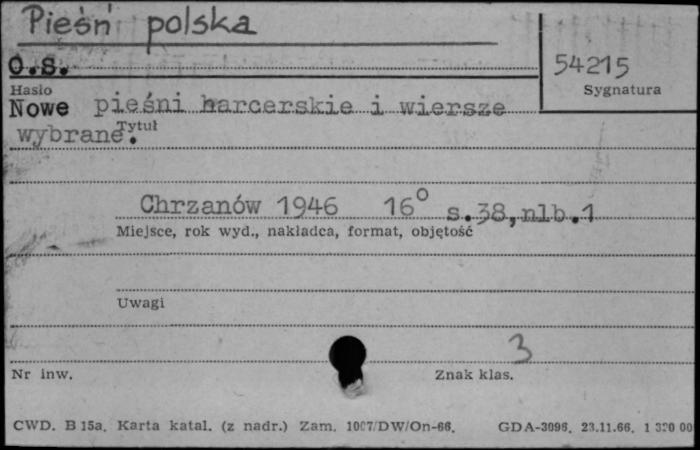 Pieśń polska
O.S.
54215
Hasło
Sygnatura
Nowe pieśni harcerskie i wiersze
wybrane.
Tytuł
Chrzanów 1946 16° s.38,nlb.1
Miejsce, rok wyd., nakładca, format, objętość
Uwagi
3
Nr inw.
Znak klas.
CWD. B 15a. Karta katal. (z nadr.) Zam. 1007/DW/On-66. GDA-3096. 23.11.66. 1 320 00